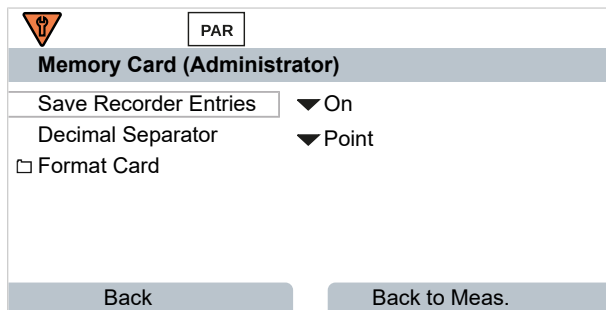 PAR
Memory Card (Administrator)
Save Recorder Entries On
Decimal Separator Point
Format Card
Back Back to Meas.